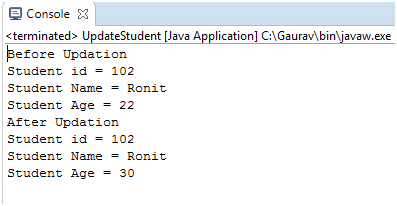 Console
<terminated> UpdateStudent [Java Application] C:\Gaurav\bin\javaw.exe
Before Updation
Student id = 102
Student Name = Ronit
Student Age = 22
After Updation
Student id = 102
Student Name = Ronit
Student Age = 30